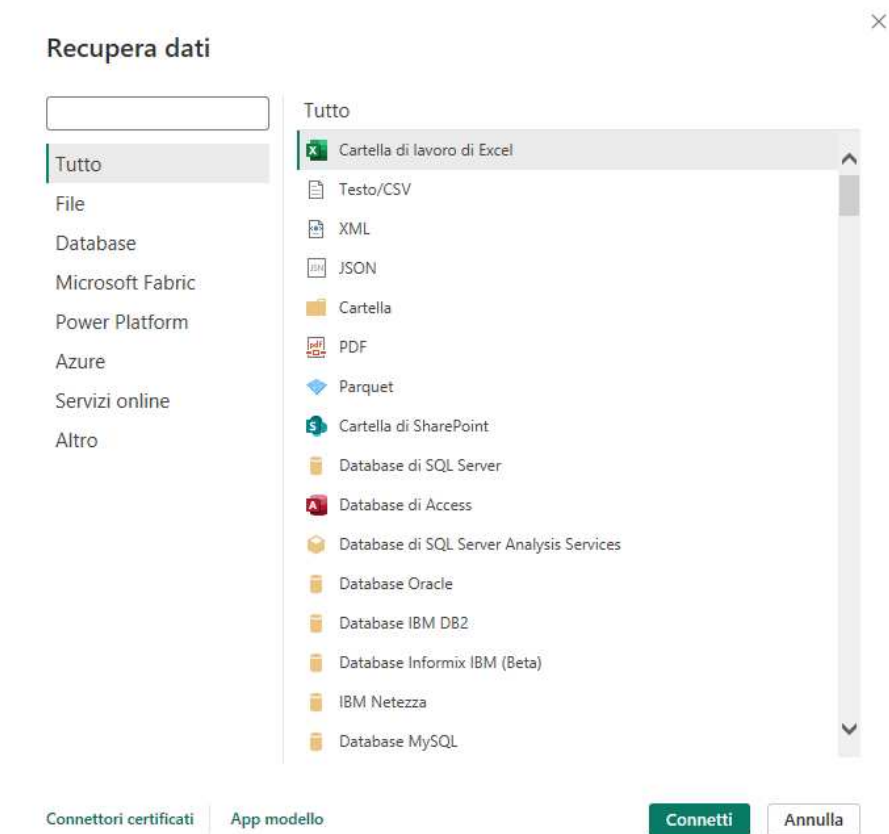 Recupera dati
Tutto
File
Database
Microsoft Fabric
Power Platform
Azure
Servizi online
Altro
Tutto
Cartella di lavoro di Excel
Testo/CSV
XML
JSON
Cartella
PDF
Parquet
Cartella di SharePoint
Database di SQL Server
Database di Access
Database di SQL Server Analysis Services
Database Oracle
Database IBM DB2
Database Informix IBM (Beta)
IBM Netezza
Database MySQL
Connettori certificati App modello Connetti Annulla